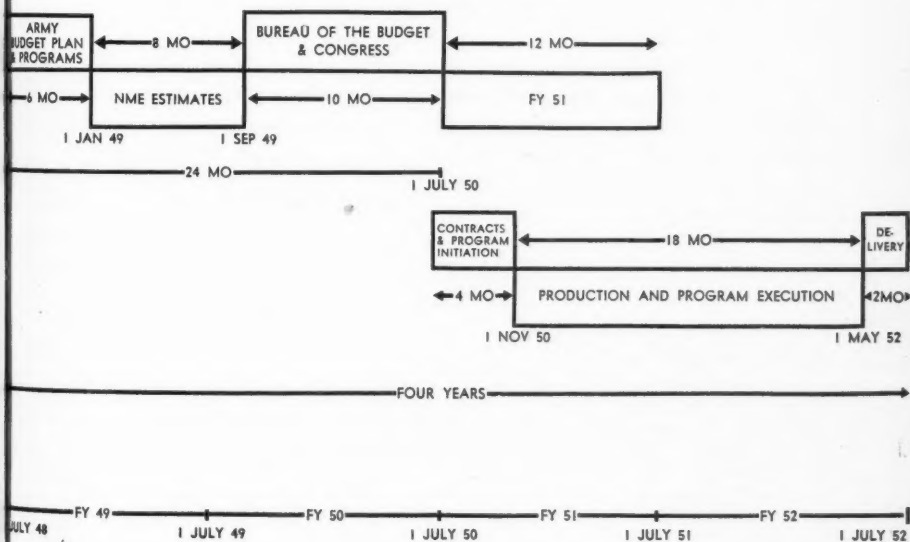 ARMY
BUDGET PLAN
& PROGRAMS
8 MO
BUREAU OF THE BUDGET
& CONGRESS
12 MO
6 MO
NME ESTIMATES
10 MO
FY 51
1 JAN 49
1 SEP 49
24 MO
1 JULY 50
CONTRACTS
& PROGRAM
INITIATION
18 MO
DE-
LIVERY
4 MO
PRODUCTION AND PROGRAM EXECUTION
2MO
1 NOV 50
1 MAY 52
FOUR YEARS
FY 49
FY 50
FY 51
FY 52
JULY 48
1 JULY 49
1 JULY 50
1 JULY 51
1 JULY 52